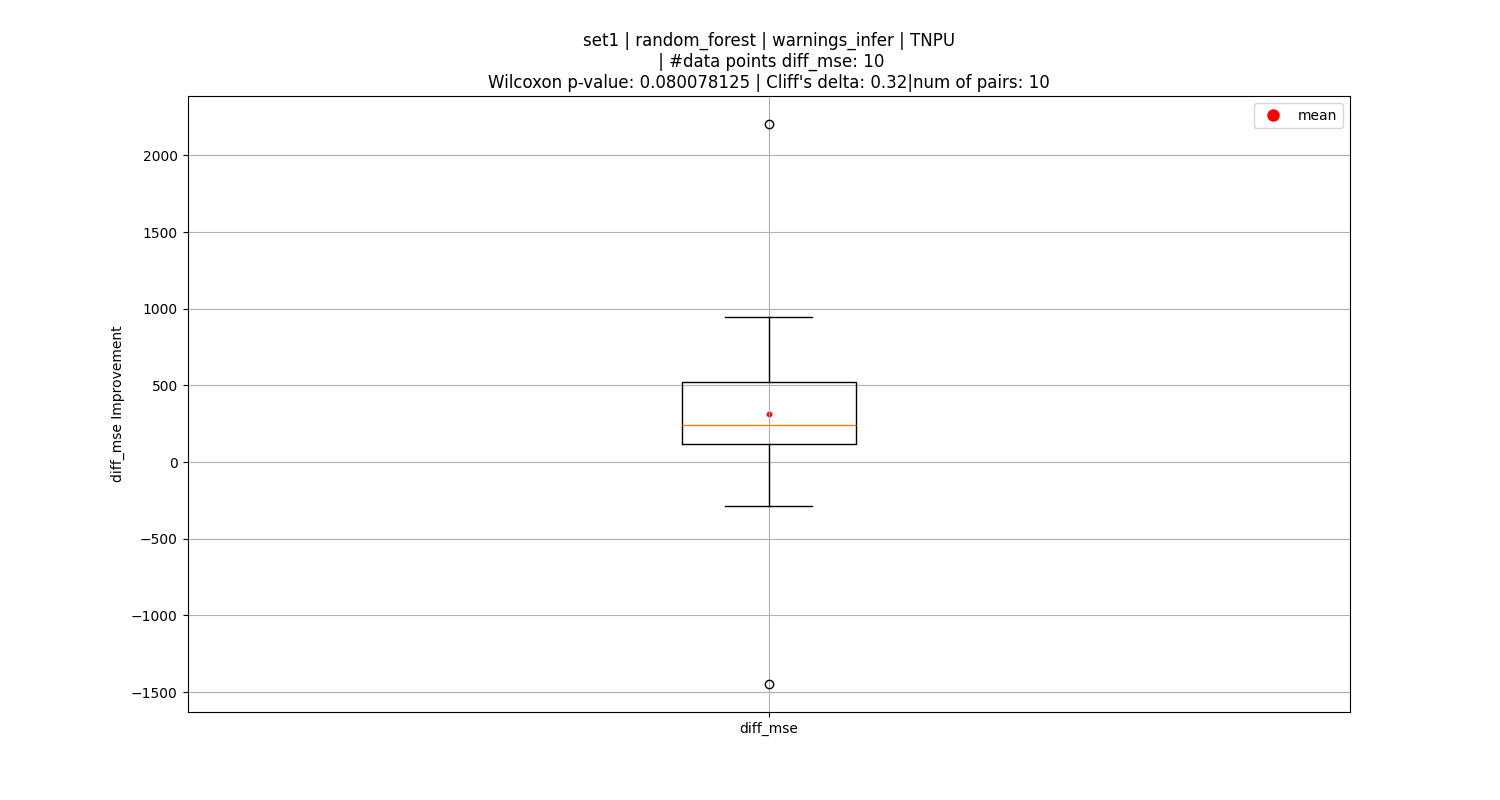 set1 | random_forest | warnings_infer | TNPU
| #data points diff_mse: 10
Wilcoxon p-value: 0.080078125 | Cliff's delta: 0.32|num of pairs: 10
mean
2000
1500
1000
500
0
−500
−1000
−1500
diff_mse Improvement
diff_mse